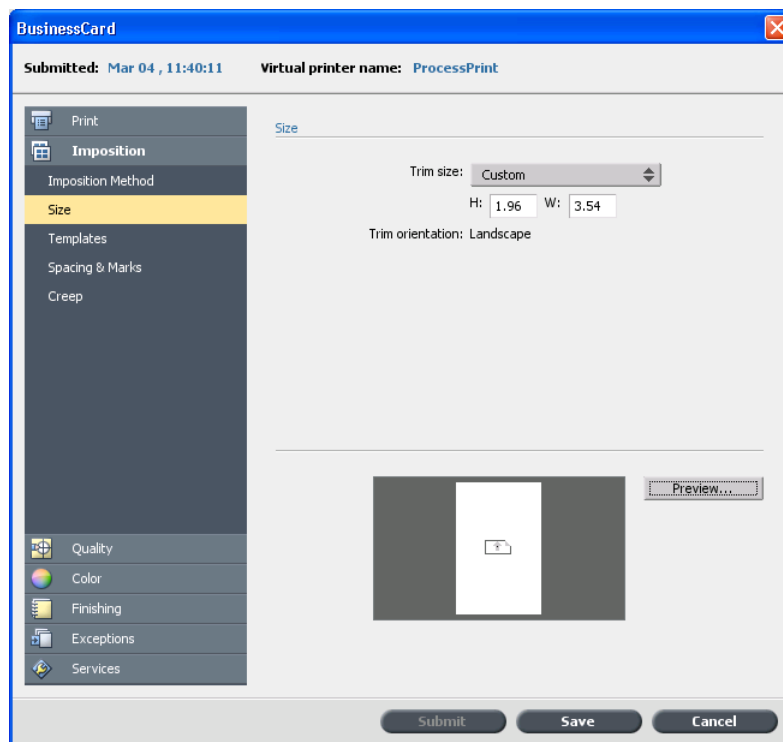 BusinessCard
Submitted: Mar 04 , 11:40:11 Virtual printer name: ProcessPrint
Print
Imposition
Imposition Method
Size
Templates
Spacing & Marks
Creep
Quality
Color
Finishing
Exceptions
Services
Size
Trim size: Custom
H: 1.96 W: 3.54
Trim orientation: Landscape
Preview...
Submit Save Cancel